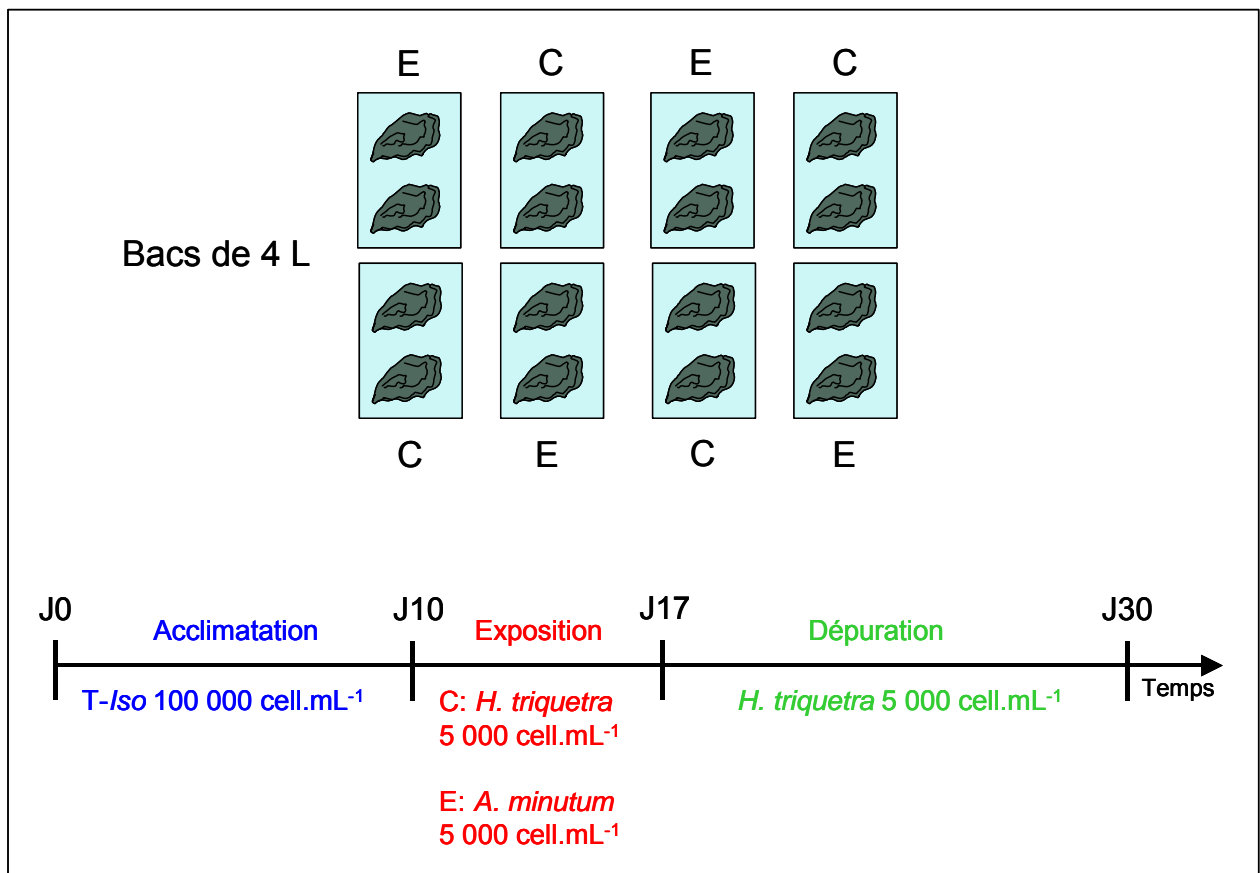 E C E C
Bacs de 4 L
C E C E
J0 J10 J17 J30
Acclimatation Exposition Dépuration
Temps
T-Iso 100 000 cell.mL⁻¹
C: H. triquetra
5 000 cell.mL⁻¹
E: A. minutum
5 000 cell.mL⁻¹
H. triquetra 5 000 cell.mL⁻¹